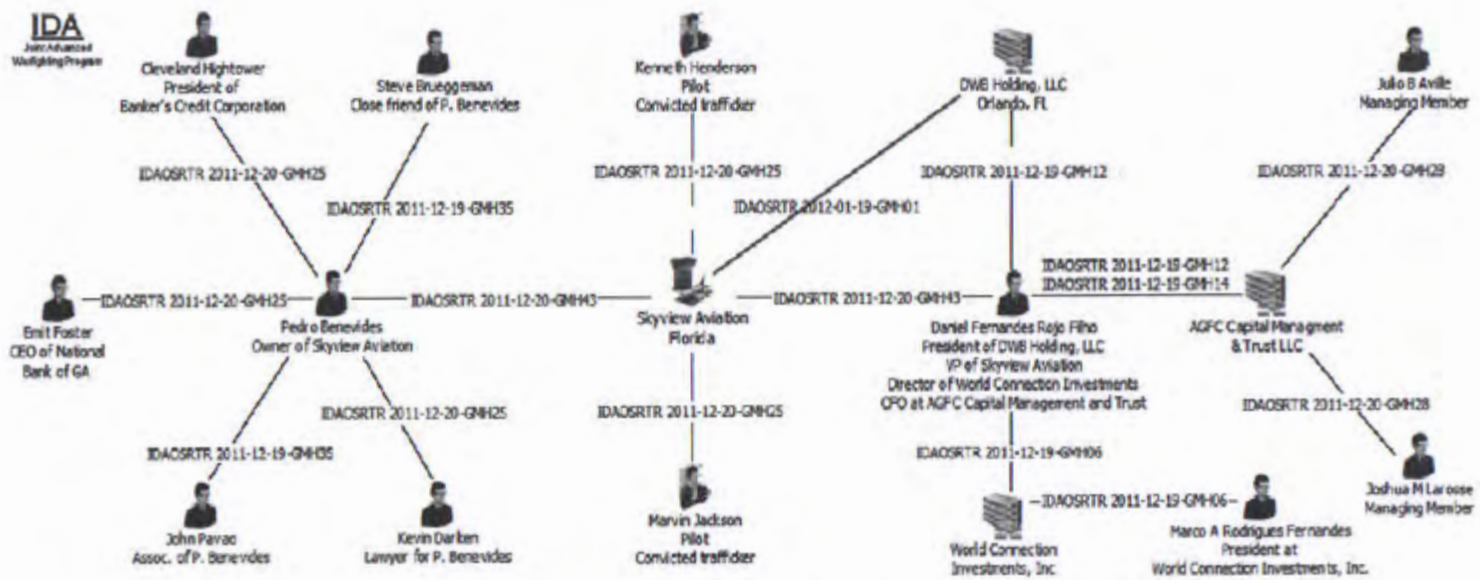 IDA
Joint Advanced
Warfighting Program
Cleveland Hightower
President of
Banker's Credit Corporation
Steve Brueggeman
Close friend of P. Benevides
Kenneth Henderson
Pilot
Convicted trafficker
DWB Holding, LLC
Orlando, FL
Julio B Aville
Managing Member
IDAOSRTR 2011-12-20-GMH25
IDAOSRTR 2011-12-20-GMH25
IDAOSRTR 2011-12-19-GMH12
IDAOSRTR 2011-12-20-GMH28
IDAOSRTR 2011-12-19-GMH35
IDAOSRTR 2012-01-19-GMH01
IDAOSRTR 2011-12-19-GMH12
IDAOSRTR 2011-12-19-GMH14
IDAOSRTR 2011-12-20-GMH25
IDAOSRTR 2011-12-20-GMH43
IDAOSRTR 2011-12-20-GMH43
Emit Foster
CEO of National
Bank of GA
Pedro Benevides
Owner of Skyview Aviation
Skyview Aviation
Florida
Daniel Fernandes Rojo Filho
President of DWB Holding, LLC
VP of Skyview Aviation
Director of World Connection Investments
CFO at AGFC Capital Management and Trust
AGFC Capital Managment
& Trust LLC
IDAOSRTR 2011-12-20-GMH25
IDAOSRTR 2011-12-20-GMH25
IDAOSRTR 2011-12-20-GMH28
IDAOSRTR 2011-12-19-GMH35
IDAOSRTR 2011-12-19-GMH06
John Pavao
Assoc. of P. Benevides
Kevin Darken
Lawyer for P. Benevides
Marvin Jackson
Pilot
Convicted trafficker
World Connection
Investments, Inc
IDAOSRTR 2011-12-19-GMH06
Marco A Rodrigues Fernandes
President at
World Connection Investments, Inc.
Joshua M Larosse
Managing Member